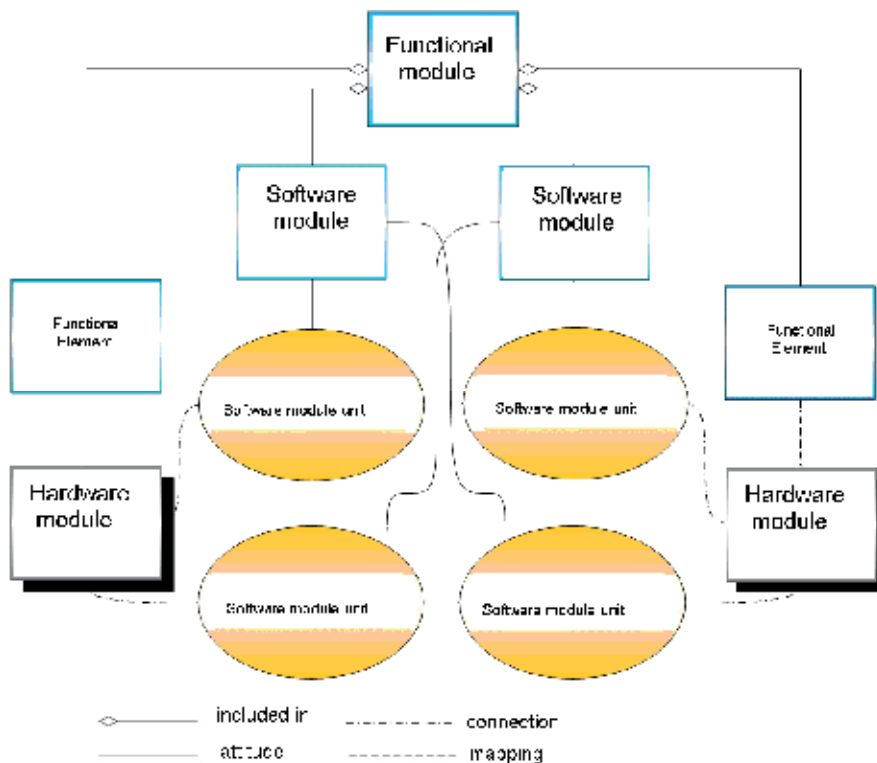 Functional
module
Software
module
Software
module
Functional
Element
Functional
Element
Software module unit
Software module unit
Hardware
module
Hardware
module
Software module unit
Software module unit
included in
connection
attitude
mapping